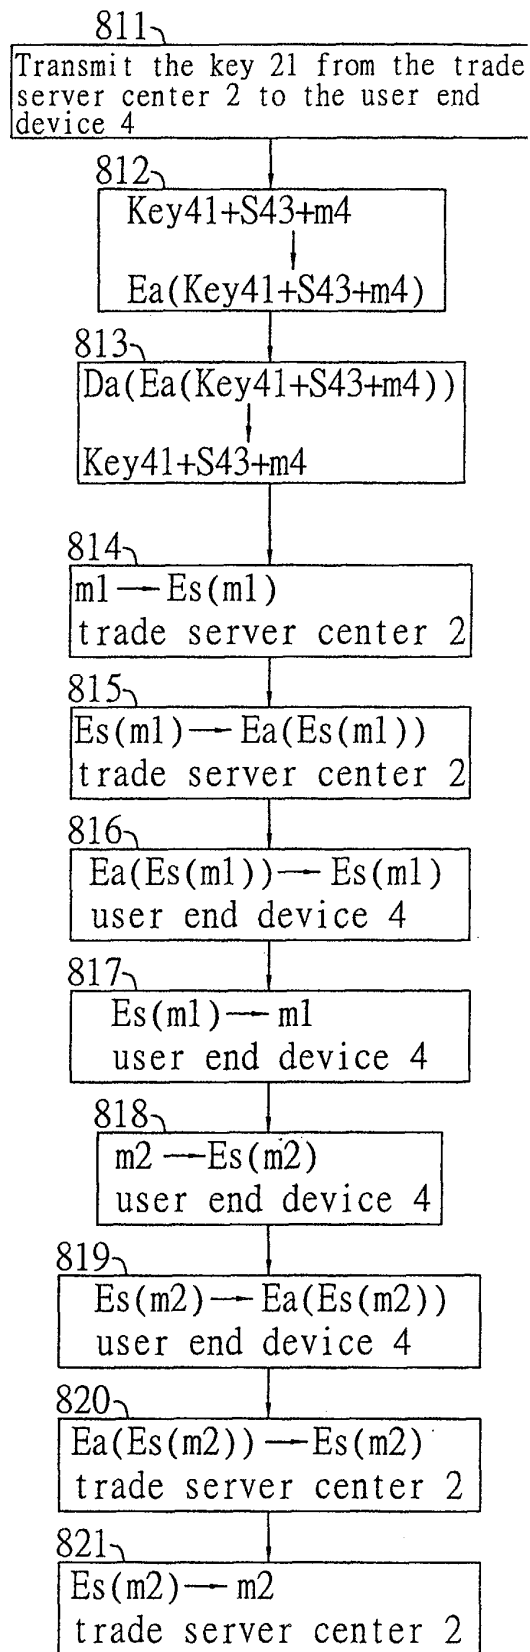 811
Transmit the key 21 from the trade
server center 2 to the user end
device 4
812
Key41+S43+m4
↓
Ea(Key41+S43+m4)
813
Da(Ea(Key41+S43+m4))
↓
Key41+S43+m4
814
m1→Es(m1)
trade server center 2
815
Es(m1)→Ea(Es(m1))
trade server center 2
816
Ea(Es(m1))→Es(m1)
user end device 4
817
Es(m1)→m1
user end device 4
818
m2→Es(m2)
user end device 4
819
Es(m2)→Ea(Es(m2))
user end device 4
820
Ea(Es(m2))→Es(m2)
trade server center 2
821
Es(m2)→m2
trade server center 2